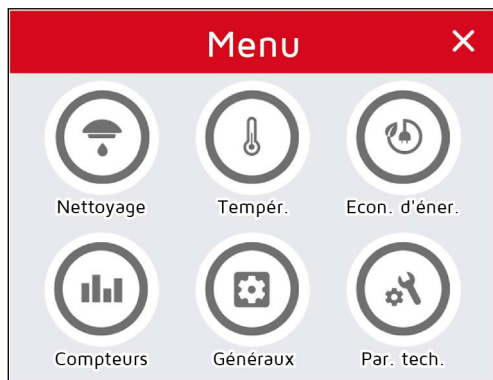 Menu
Nettoyage Tempér. Econ. d'éner.
Compteurs Généraux Par. tech.